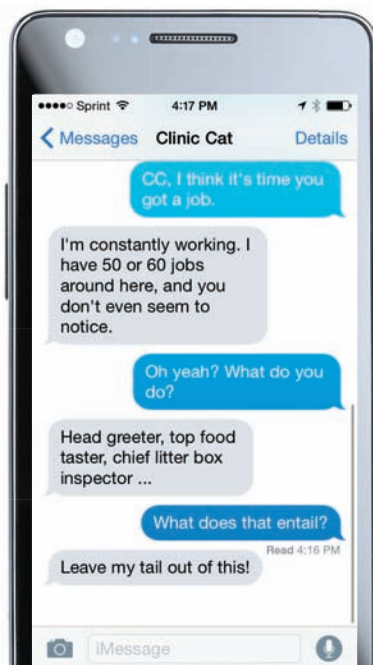 Sprint 4:17 PM
Messages Clinic Cat Details
CC, I think it's time you
got a job.
I'm constantly working. I
have 50 or 60 jobs
around here, and you
don't even seem to
notice.
Oh yeah? What do you
do?
Head greeter, top food
taster, chief litter box
inspector ...
What does that entail?
Read 4:16 PM
Leave my tail out of this!
iMessage